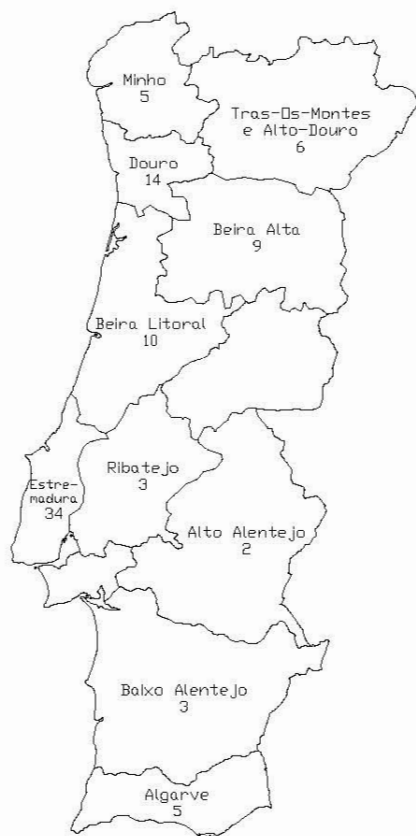 Minho
5
Tras-Os-Montes
e Alto-Douro
6
Douro
14
Beira Alta
9
Beira Litoral
10
Ribatejo
3
Estre-
madura
34
Alto Alentejo
2
Baixo Alentejo
3
Algarve
5